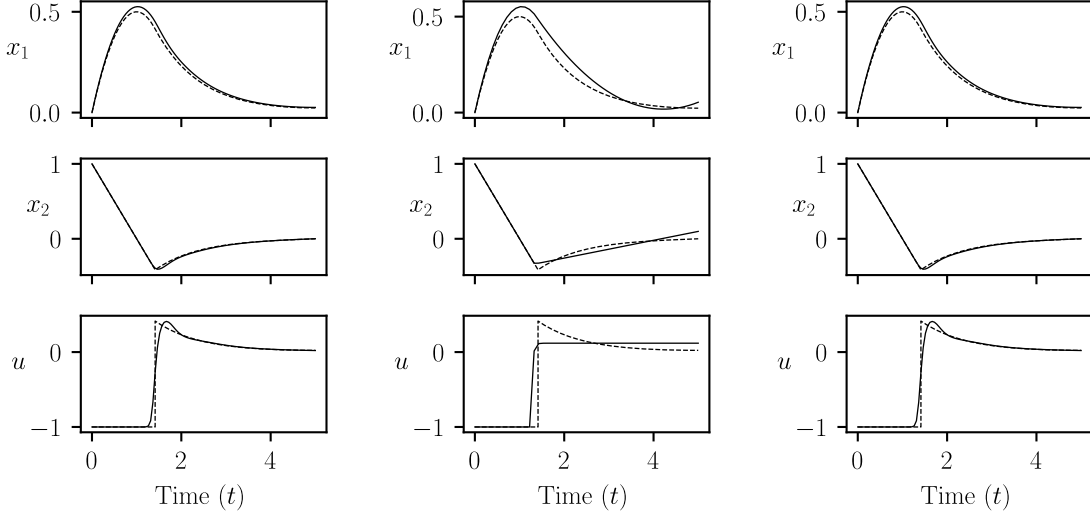 0.5 0.5 0.5
x1 x1 x1
0.0 0.0 0.0
1 1 1
x2 x2 x2
0 0 0
0 0 0
u u u
−1 −1 −1
0 2 4 0 2 4 0 2 4
Time (t) Time (t) Time (t)